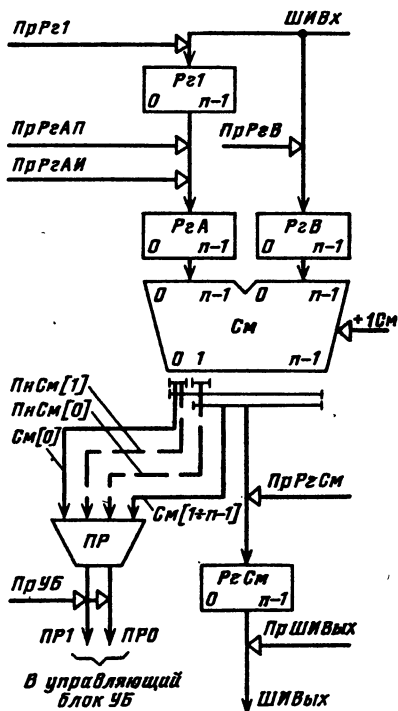 ПрРг1
ШИВх
Рг1
0 n-1
ПрРгАП
ПрРгВ
ПрРгАИ
РгА
0 n-1
РгВ
0 n-1
0 n-1 0 n-1
См
+1См
0 1 n-1
ПнСм[1]
ПнСм[0]
См[0]
ПрРгСм
См[1÷n-1]
ПР
РгСм
0 n-1
ПрУБ
ПрШИВых
ПР1 ПР0
В управляющий
блок УБ
ШИВых